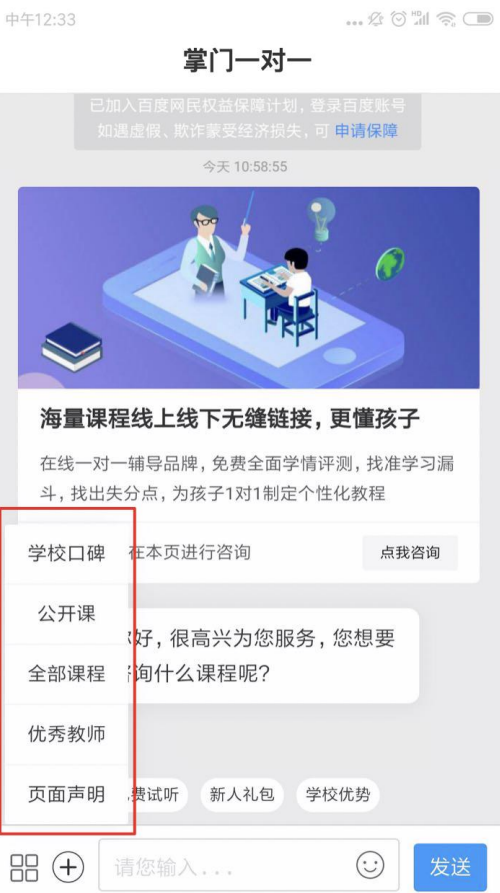 中午12:33
掌门一对一
已加入百度网民权益保障计划，登录百度账号
如遇虚假、欺诈蒙受经济损失，可 申请保障
今天 10:58:55
海量课程线上线下无缝链接，更懂孩子
在线一对一辅导品牌，免费全面学情评测，找准学习漏
斗，找出失分点，为孩子1对1制定个性化教程
在本页进行咨询
点我咨询
学校口碑
公开课
全部课程
优秀教师
页面声明
好，很高兴为您服务，您想要
询什么课程呢？
费试听
新人礼包
学校优势
请您输入...
发送